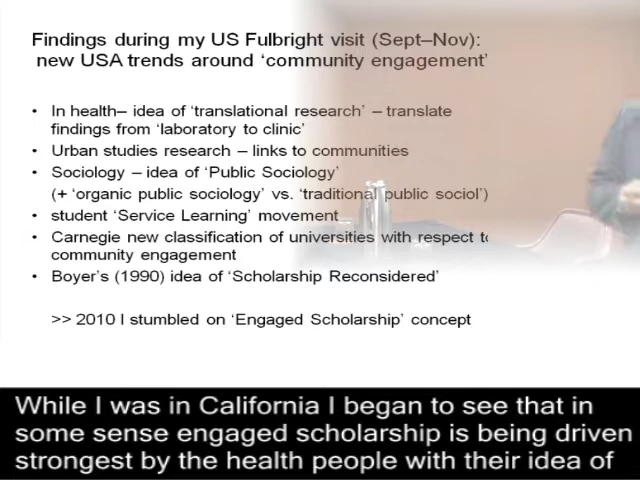 Findings during my US Fulbright visit (Sept–Nov):
new USA trends around ‘community engagement’
• In health– idea of ‘translational research’ – translate
findings from ‘laboratory to clinic’
• Urban studies research – links to communities
• Sociology – idea of ‘Public Sociology’
(+ ‘organic public sociology’ vs. ‘traditional public sociol’)
• student ‘Service Learning’ movement
• Carnegie new classification of universities with respect
community engagement
• Boyer’s (1990) idea of ‘Scholarship Reconsidered’
>> 2010 I stumbled on ‘Engaged Scholarship’ concept
While I was in California I began to see that in
some sense engaged scholarship is being driven
strongest by the health people with their idea of